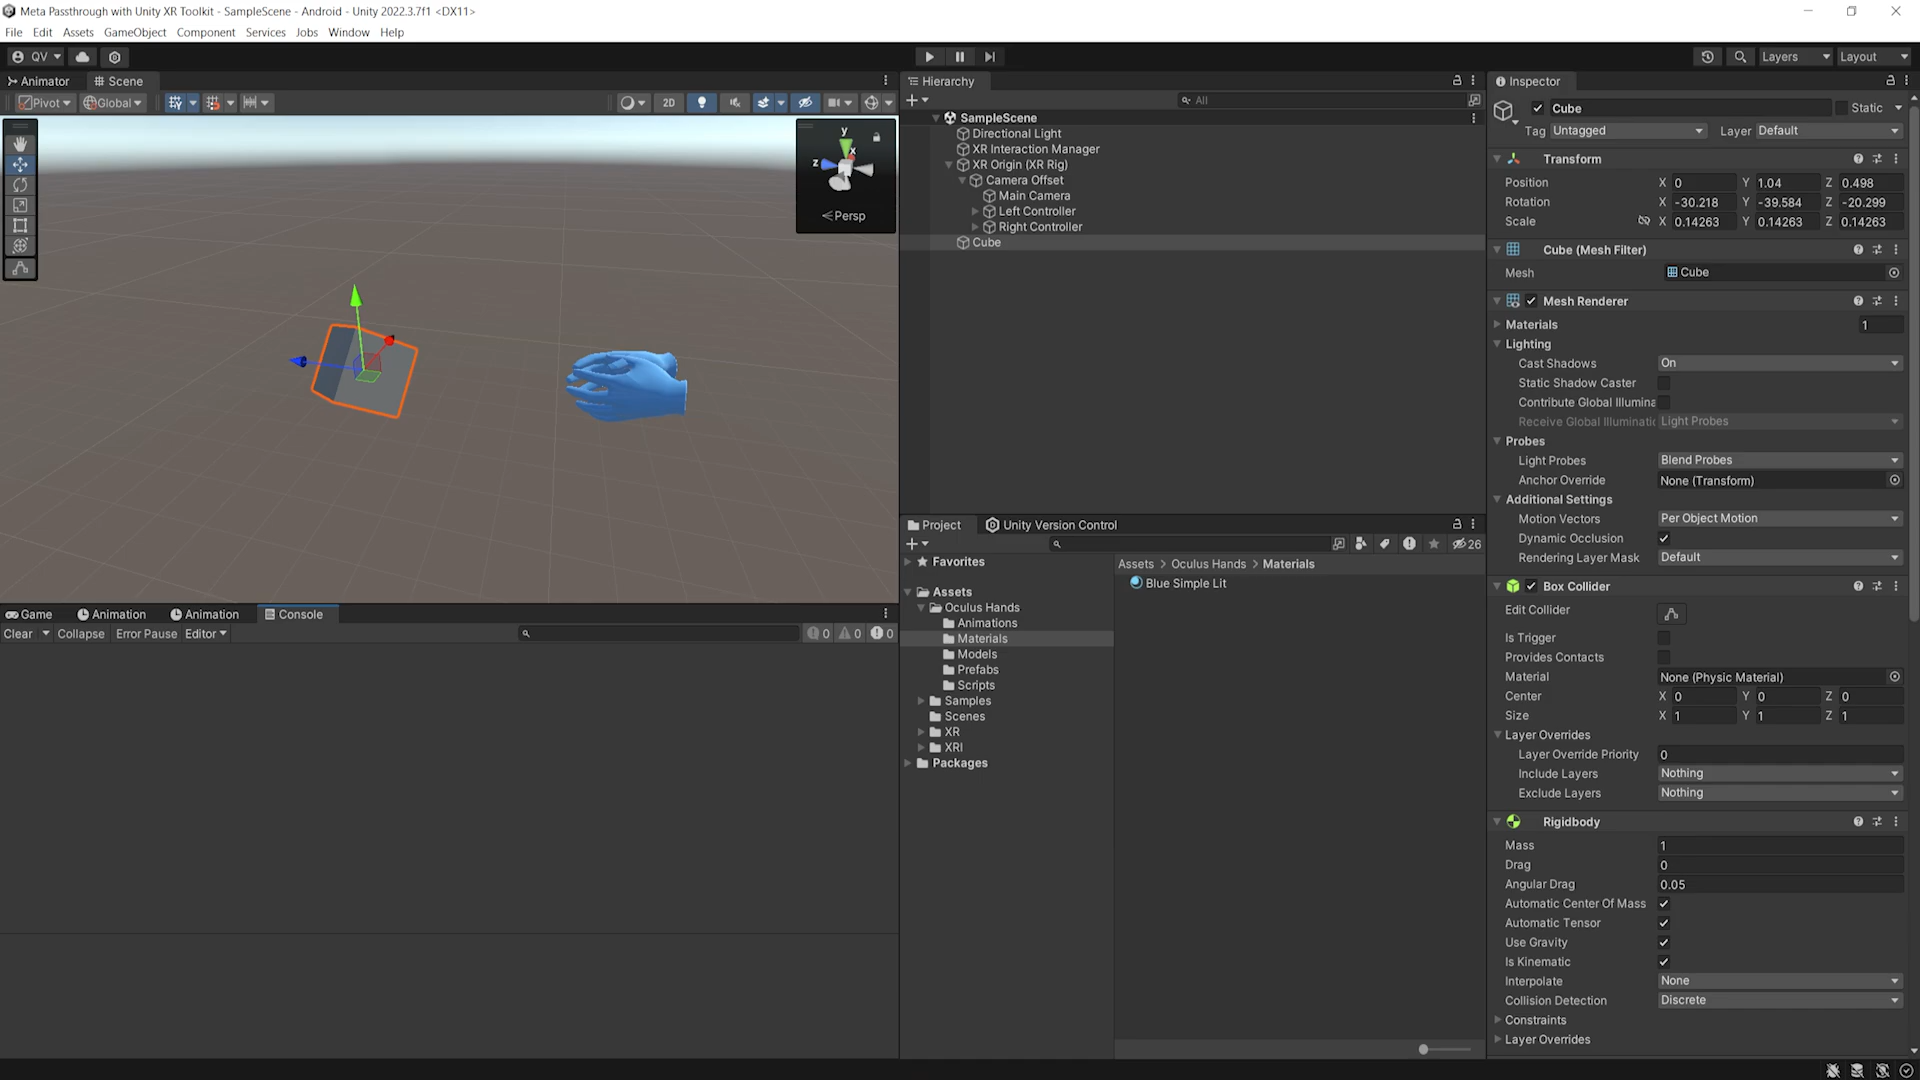 Meta Passthrough with Unity XR Toolkit - SampleScene - Android - Unity 2022.3.7f1 <DX11>
File Edit Assets GameObject Component Services Jobs Window Help
QV Layers Layout
Animator Scene
Pivot Global 2D
y
x
z
Persp
Game Animation Animation Console
Clear Collapse Error Pause Editor 0 0 0
Hierarchy
All
SampleScene
Directional Light
XR Interaction Manager
XR Origin (XR Rig)
Camera Offset
Main Camera
Left Controller
Right Controller
Cube
Project Unity Version Control
26
Favorites
Assets
Oculus Hands
Animations
Materials
Models
Prefabs
Scripts
Samples
Scenes
XR
XRI
Packages
Assets > Oculus Hands > Materials
Blue Simple Lit
Inspector
Cube Static
Tag Untagged Layer Default
Transform
Position X 0 Y 1.04 Z 0.498
Rotation X -30.218 Y -39.584 Z -20.299
Scale X 0.14263 Y 0.14263 Z 0.14263
Cube (Mesh Filter)
Mesh Cube
Mesh Renderer
Materials 1
Lighting
Cast Shadows On
Static Shadow Caster
Contribute Global Illumina
Receive Global Illuminatic Light Probes
Probes
Light Probes Blend Probes
Anchor Override None (Transform)
Additional Settings
Motion Vectors Per Object Motion
Dynamic Occlusion
Rendering Layer Mask Default
Box Collider
Edit Collider
Is Trigger
Provides Contacts
Material None (Physic Material)
Center X 0 Y 0 Z 0
Size X 1 Y 1 Z 1
Layer Overrides
Layer Override Priority 0
Include Layers Nothing
Exclude Layers Nothing
Rigidbody
Mass 1
Drag 0
Angular Drag 0.05
Automatic Center Of Mass
Automatic Tensor
Use Gravity
Is Kinematic
Interpolate None
Collision Detection Discrete
Constraints
Layer Overrides